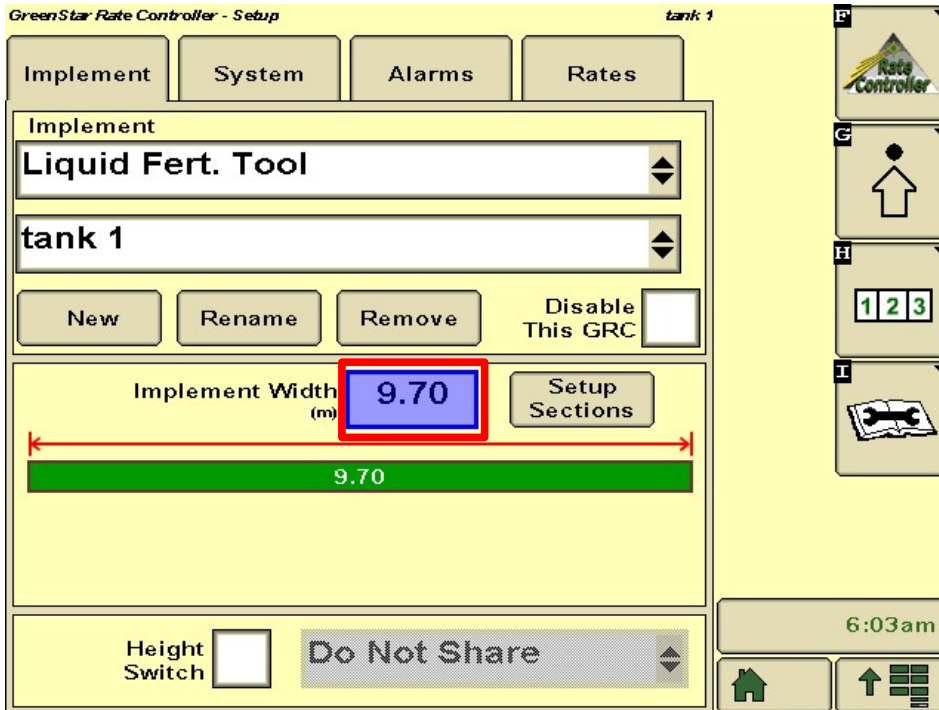 GreenStar Rate Controller - Setup tank 1
Implement System Alarms Rates
Implement
Liquid Fert. Tool
tank 1
New Rename Remove Disable
This GRC
Implement Width 9.70 Setup
(m) Sections
9.70
Height
Switch Do Not Share
F
Rate
Controller
G
H
1 2 3
I
6:03am